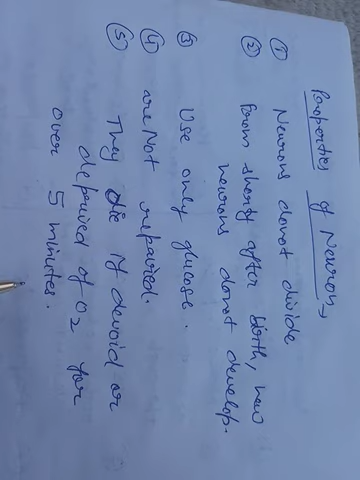 Properties of Neuron→
① Neurons donot divide
② from shortly after birth, new
neurons donot develop.
③ Use only glucose.
④ are Not repaired.
⑤ They die if devoid or
deprived of O2 for
over 5 minutes.